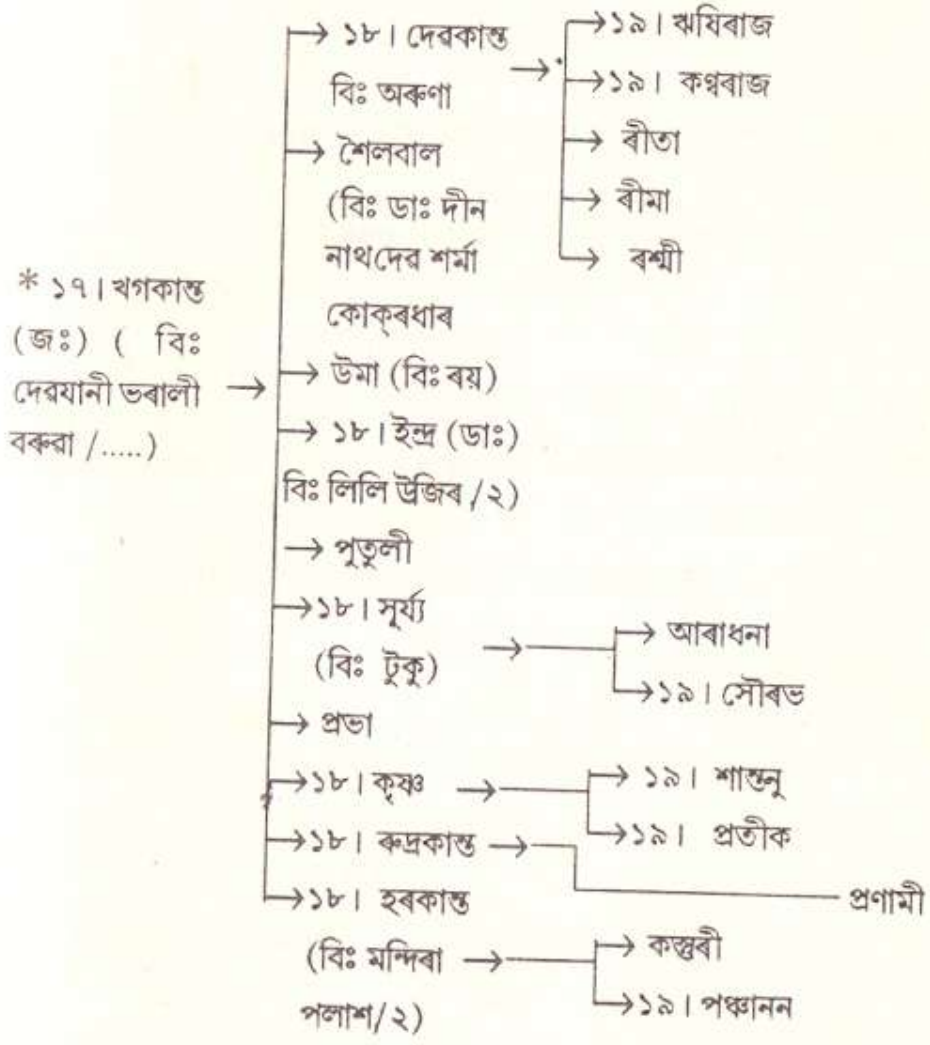 * ১৭। খগকান্ত
(জঃ) ( বিঃ
দেৱযানী ভৰালী
বৰুৱা /.....)
১৮। দেৱকান্ত
বিঃ অৰুণা
১৯। ঋষিৰাজ
১৯। কণ্বৰাজ
ৰীতা
ৰীমা
ৰশ্মী
শৈলবালা
(বিঃ ডাঃ দীন
নাথদেৱ শৰ্মা
কোক্‌ৰধাৰ
উমা (বিঃ ৰয়)
১৮। ইন্দ্ৰ (ডাঃ)
বিঃ লিলি উজিৰ /২)
পুতুলী
১৮। সূৰ্য্য
(বিঃ টুকু)
আৰাধনা
১৯। সৌৰভ
প্ৰভা
১৮। কৃষ্ণ
১৯। শান্তনু
১৯। প্ৰতীক
১৮। ৰুদ্ৰকান্ত
প্ৰণামী
১৮। হৰকান্ত
(বিঃ মন্দিৰা
পলাশ/২)
কস্তুৰী
১৯। পঞ্চানন